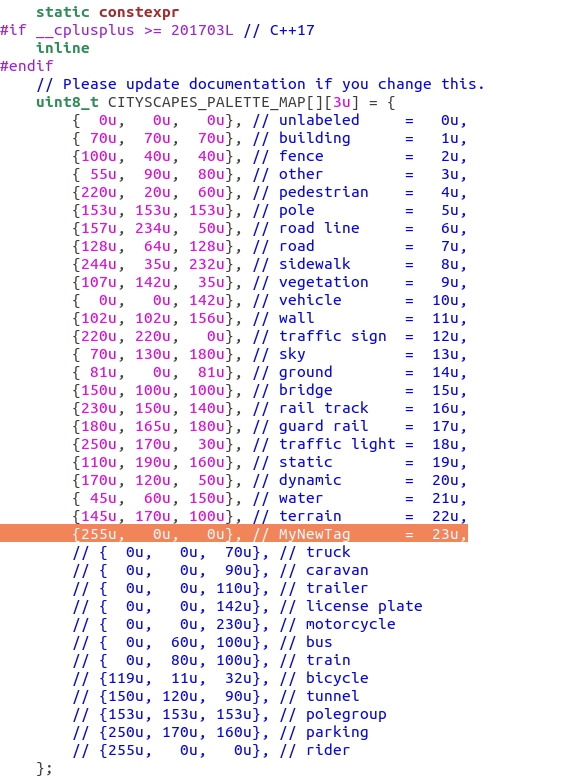 static constexpr
#if __cplusplus >= 201703L // C++17
    inline
#endif
    // Please update documentation if you change this.
    uint8_t CITYSCAPES_PALETTE_MAP[][3u] = {
        {  0u,   0u,   0u}, // unlabeled     =   0u,
        { 70u,  70u,  70u}, // building      =   1u,
        {100u,  40u,  40u}, // fence         =   2u,
        { 55u,  90u,  80u}, // other         =   3u,
        {220u,  20u,  60u}, // pedestrian    =   4u,
        {153u, 153u, 153u}, // pole          =   5u,
        {157u, 234u,  50u}, // road line     =   6u,
        {128u,  64u, 128u}, // road          =   7u,
        {244u,  35u, 232u}, // sidewalk      =   8u,
        {107u, 142u,  35u}, // vegetation    =   9u,
        {  0u,   0u, 142u}, // vehicle       =  10u,
        {102u, 102u, 156u}, // wall          =  11u,
        {220u, 220u,   0u}, // traffic sign  =  12u,
        { 70u, 130u, 180u}, // sky           =  13u,
        { 81u,   0u,  81u}, // ground        =  14u,
        {150u, 100u, 100u}, // bridge        =  15u,
        {230u, 150u, 140u}, // rail track    =  16u,
        {180u, 165u, 180u}, // guard rail    =  17u,
        {250u, 170u,  30u}, // traffic light =  18u,
        {110u, 190u, 160u}, // static        =  19u,
        {170u, 120u,  50u}, // dynamic       =  20u,
        { 45u,  60u, 150u}, // water         =  21u,
        {145u, 170u, 100u}, // terrain       =  22u,
        {255u,   0u,   0u}, // MyNewTag      =  23u,
        // {  0u,   0u,  70u}, // truck
        // {  0u,   0u,  90u}, // caravan
        // {  0u,   0u, 110u}, // trailer
        // {  0u,   0u, 142u}, // license plate
        // {  0u,   0u, 230u}, // motorcycle
        // {  0u,  60u, 100u}, // bus
        // {  0u,  80u, 100u}, // train
        // {119u,  11u,  32u}, // bicycle
        // {150u, 120u,  90u}, // tunnel
        // {153u, 153u, 153u}, // polegroup
        // {250u, 170u, 160u}, // parking
        // {255u,   0u,   0u}, // rider
    };